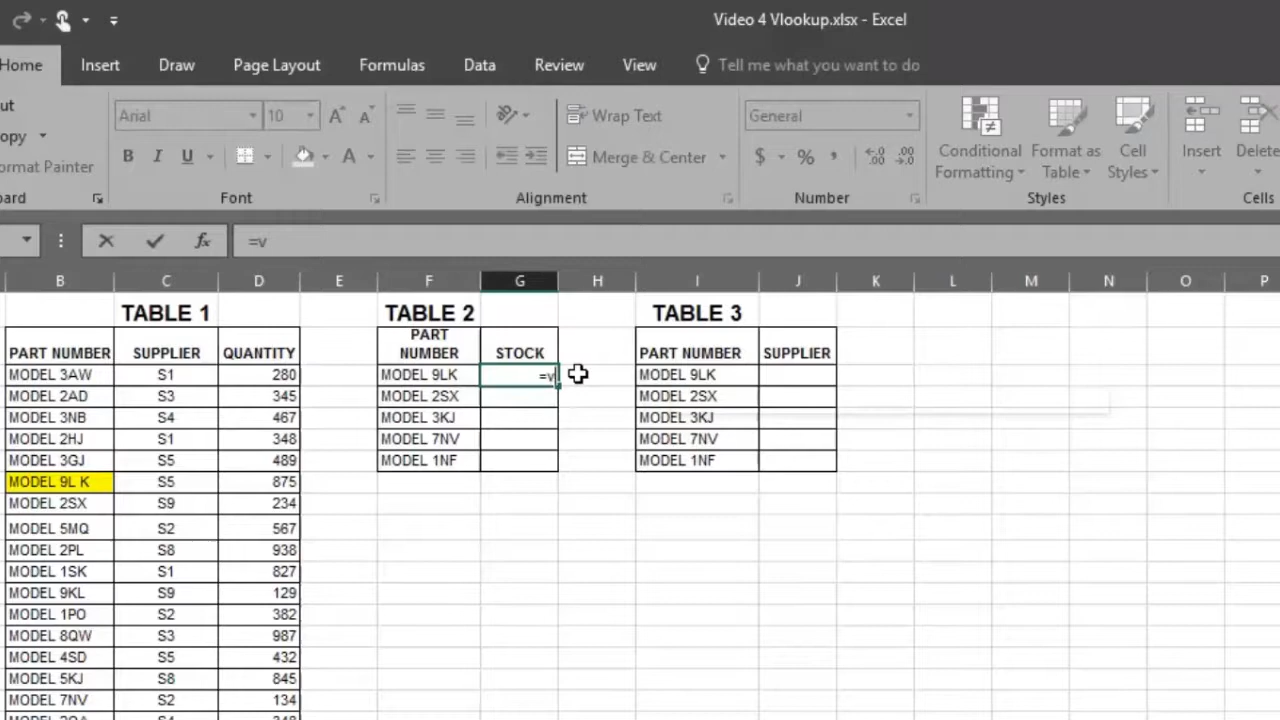 Video 4 Vlookup.xlsx - Excel
Home Insert Draw Page Layout Formulas Data Review View Tell me what you want to do
ut
opy
ormat Painter
ard
Arial 10
B I U A
Font
Wrap Text
Merge & Center
Alignment
General
$ % ,
Number
Conditional Formatting
Format as Table
Cell Styles
Styles
Insert Delete
Cells
fx =v
B C D E F G H I J K L M N O P
TABLE 1 TABLE 2 TABLE 3
PART NUMBER SUPPLIER QUANTITY PART NUMBER STOCK PART NUMBER SUPPLIER
MODEL 3AW S1 280 MODEL 9LK =v MODEL 9LK
MODEL 2AD S3 345 MODEL 2SX MODEL 2SX
MODEL 3NB S4 467 MODEL 3KJ MODEL 3KJ
MODEL 2HJ S1 348 MODEL 7NV MODEL 7NV
MODEL 3GJ S5 489 MODEL 1NF MODEL 1NF
MODEL 9L K S5 875
MODEL 2SX S9 234
MODEL 5MQ S2 567
MODEL 2PL S8 938
MODEL 1SK S1 827
MODEL 9KL S9 129
MODEL 1PO S2 382
MODEL 8QW S3 987
MODEL 4SD S5 432
MODEL 5KJ S8 845
MODEL 7NV S2 134